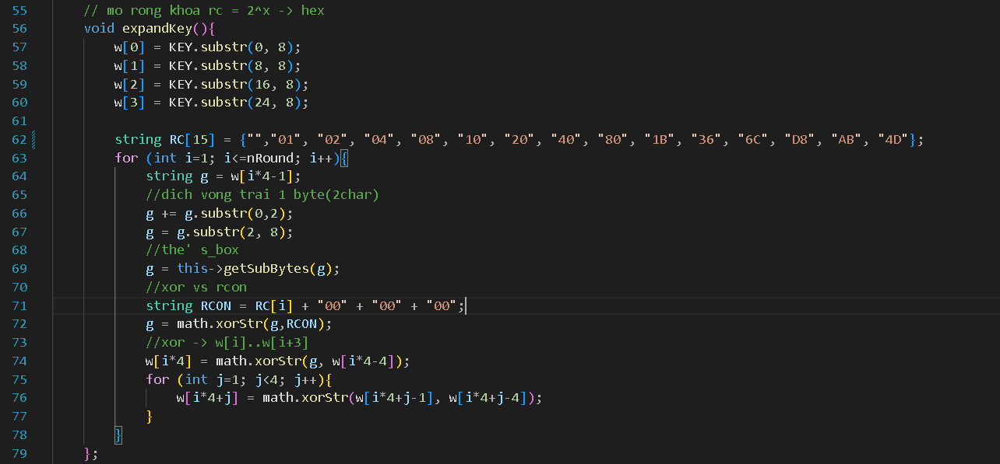 55 // mo rong khoa rc = 2^x -> hex
56 void expandKey(){
57 w[0] = KEY.substr(0, 8);
58 w[1] = KEY.substr(8, 8);
59 w[2] = KEY.substr(16, 8);
60 w[3] = KEY.substr(24, 8);
61
62 string RC[15] = {"","01", "02", "04", "08", "10", "20", "40", "80", "1B", "36", "6C", "D8", "AB", "4D"};
63 for (int i=1; i<=nRound; i++){
64 string g = w[i*4-1];
65 //dich vong trai 1 byte(2char)
66 g += g.substr(0,2);
67 g = g.substr(2, 8);
68 //the' s_box
69 g = this->getSubBytes(g);
70 //xor vs rcon
71 string RCON = RC[i] + "00" + "00" + "00";
72 g = math.xorStr(g,RCON);
73 //xor -> w[i]..w[i+3]
74 w[i*4] = math.xorStr(g, w[i*4-4]);
75 for (int j=1; j<4; j++){
76 w[i*4+j] = math.xorStr(w[i*4+j-1], w[i*4+j-4]);
77 }
78 }
79 };